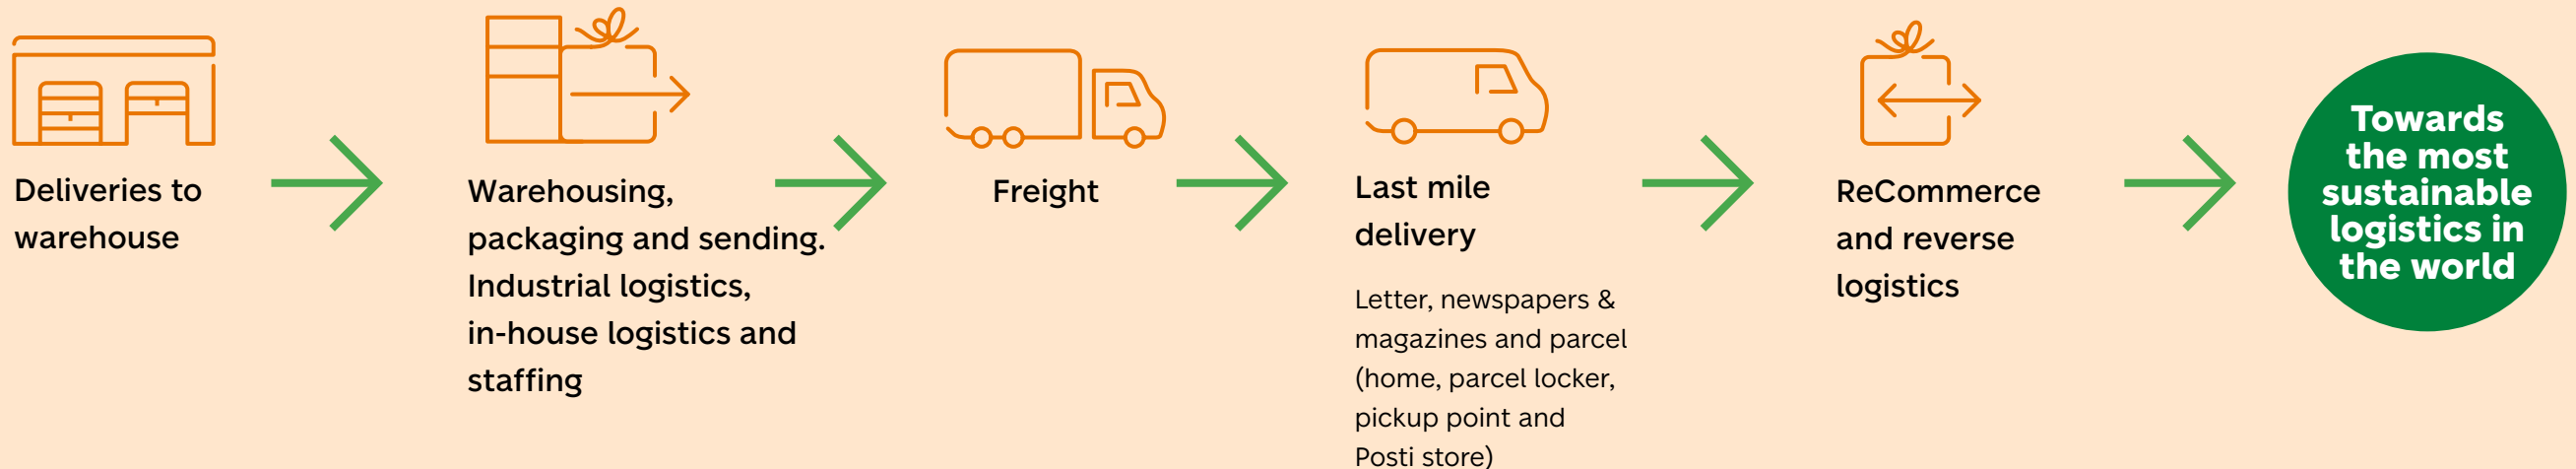 Deliveries to
warehouse
Warehousing,
packaging and sending.
Industrial logistics,
in-house logistics and
staffing
Freight
Last mile
delivery
Letter, newspapers &
magazines and parcel
(home, parcel locker,
pickup point and
Posti store)
ReCommerce
and reverse
logistics
Towards
the most
sustainable
logistics in
the world